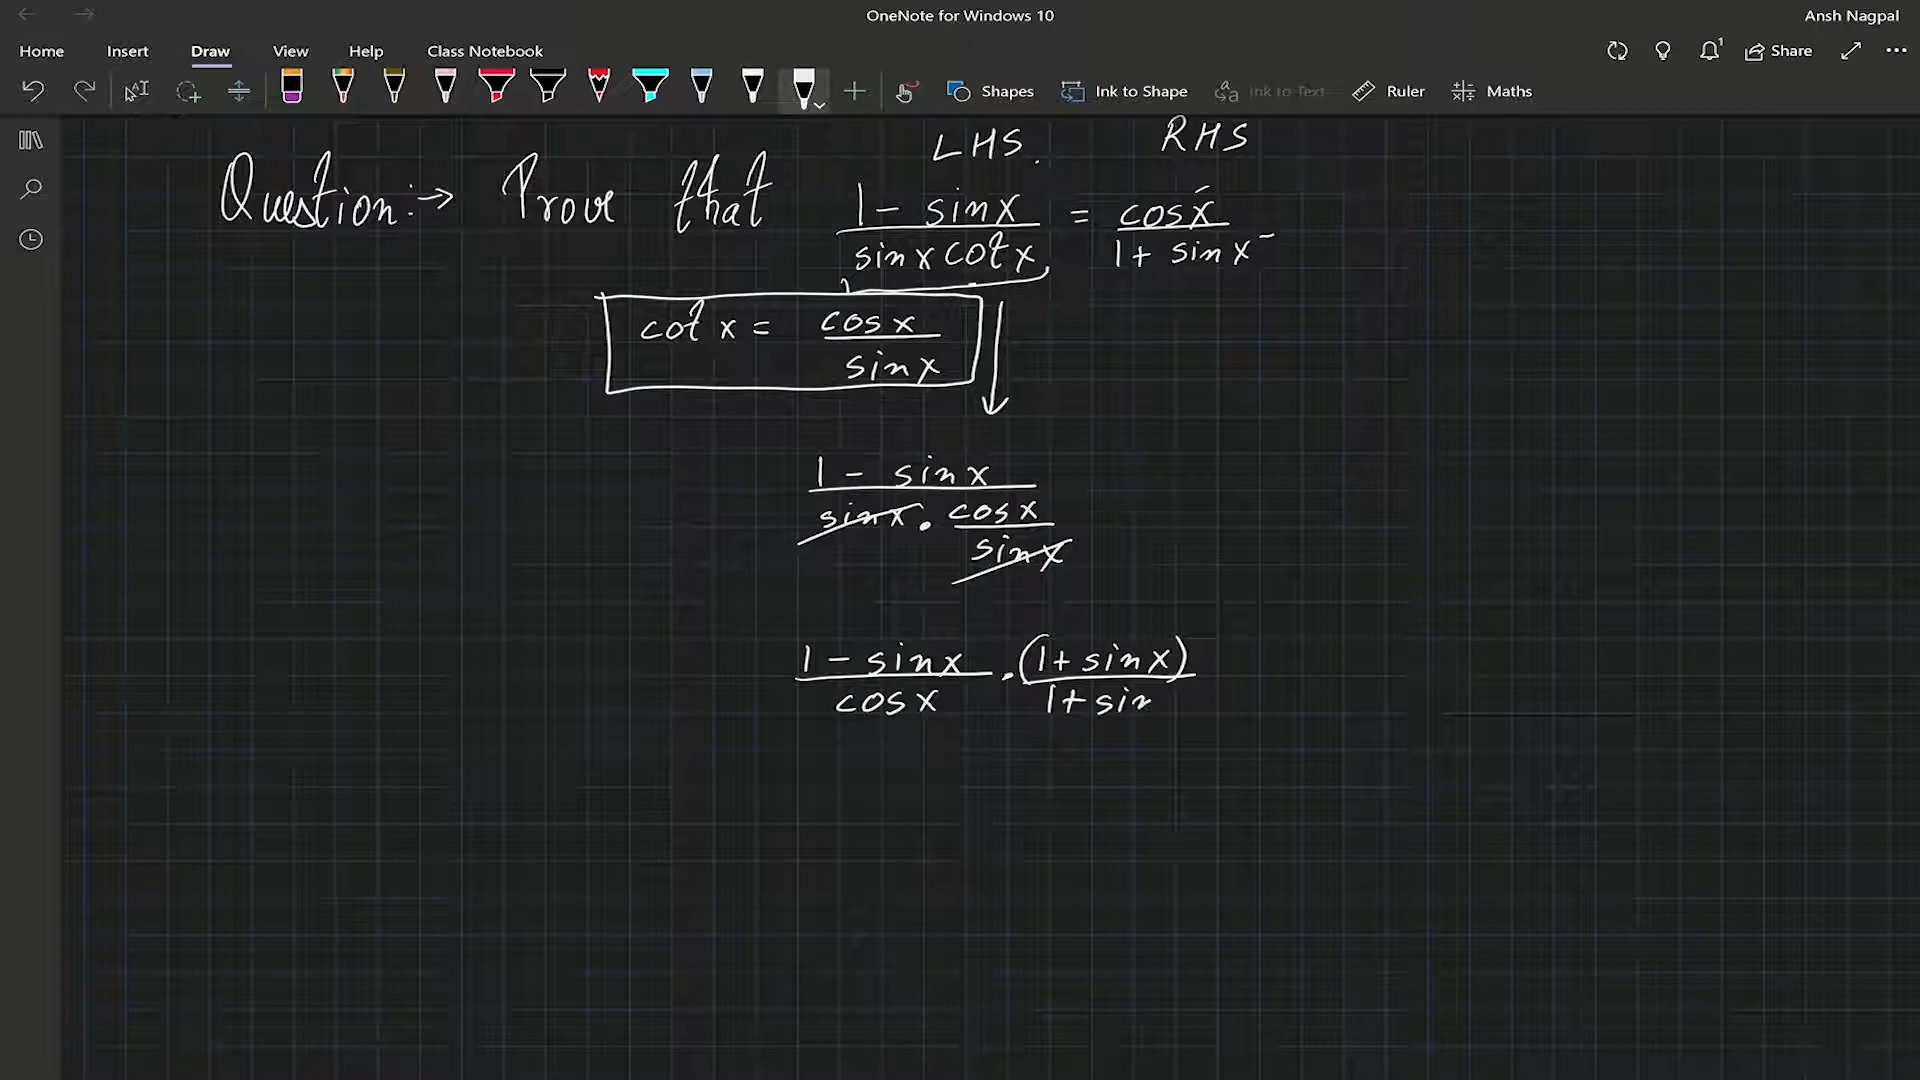 OneNote for Windows 10
Ansh Nagpal
Home Insert Draw View Help Class Notebook
1 Share
Shapes Ink to Shape Ink to Text Ruler Maths
LHS. RHS
Question:→ Prove that 1 - sinx / sinx cotx = cosx / 1 + sinx
cot x = cosx / sinx
1 - sinx / sinx . cosx / sinx
1 - sinx / cosx . (1 + sinx) / 1 + sin